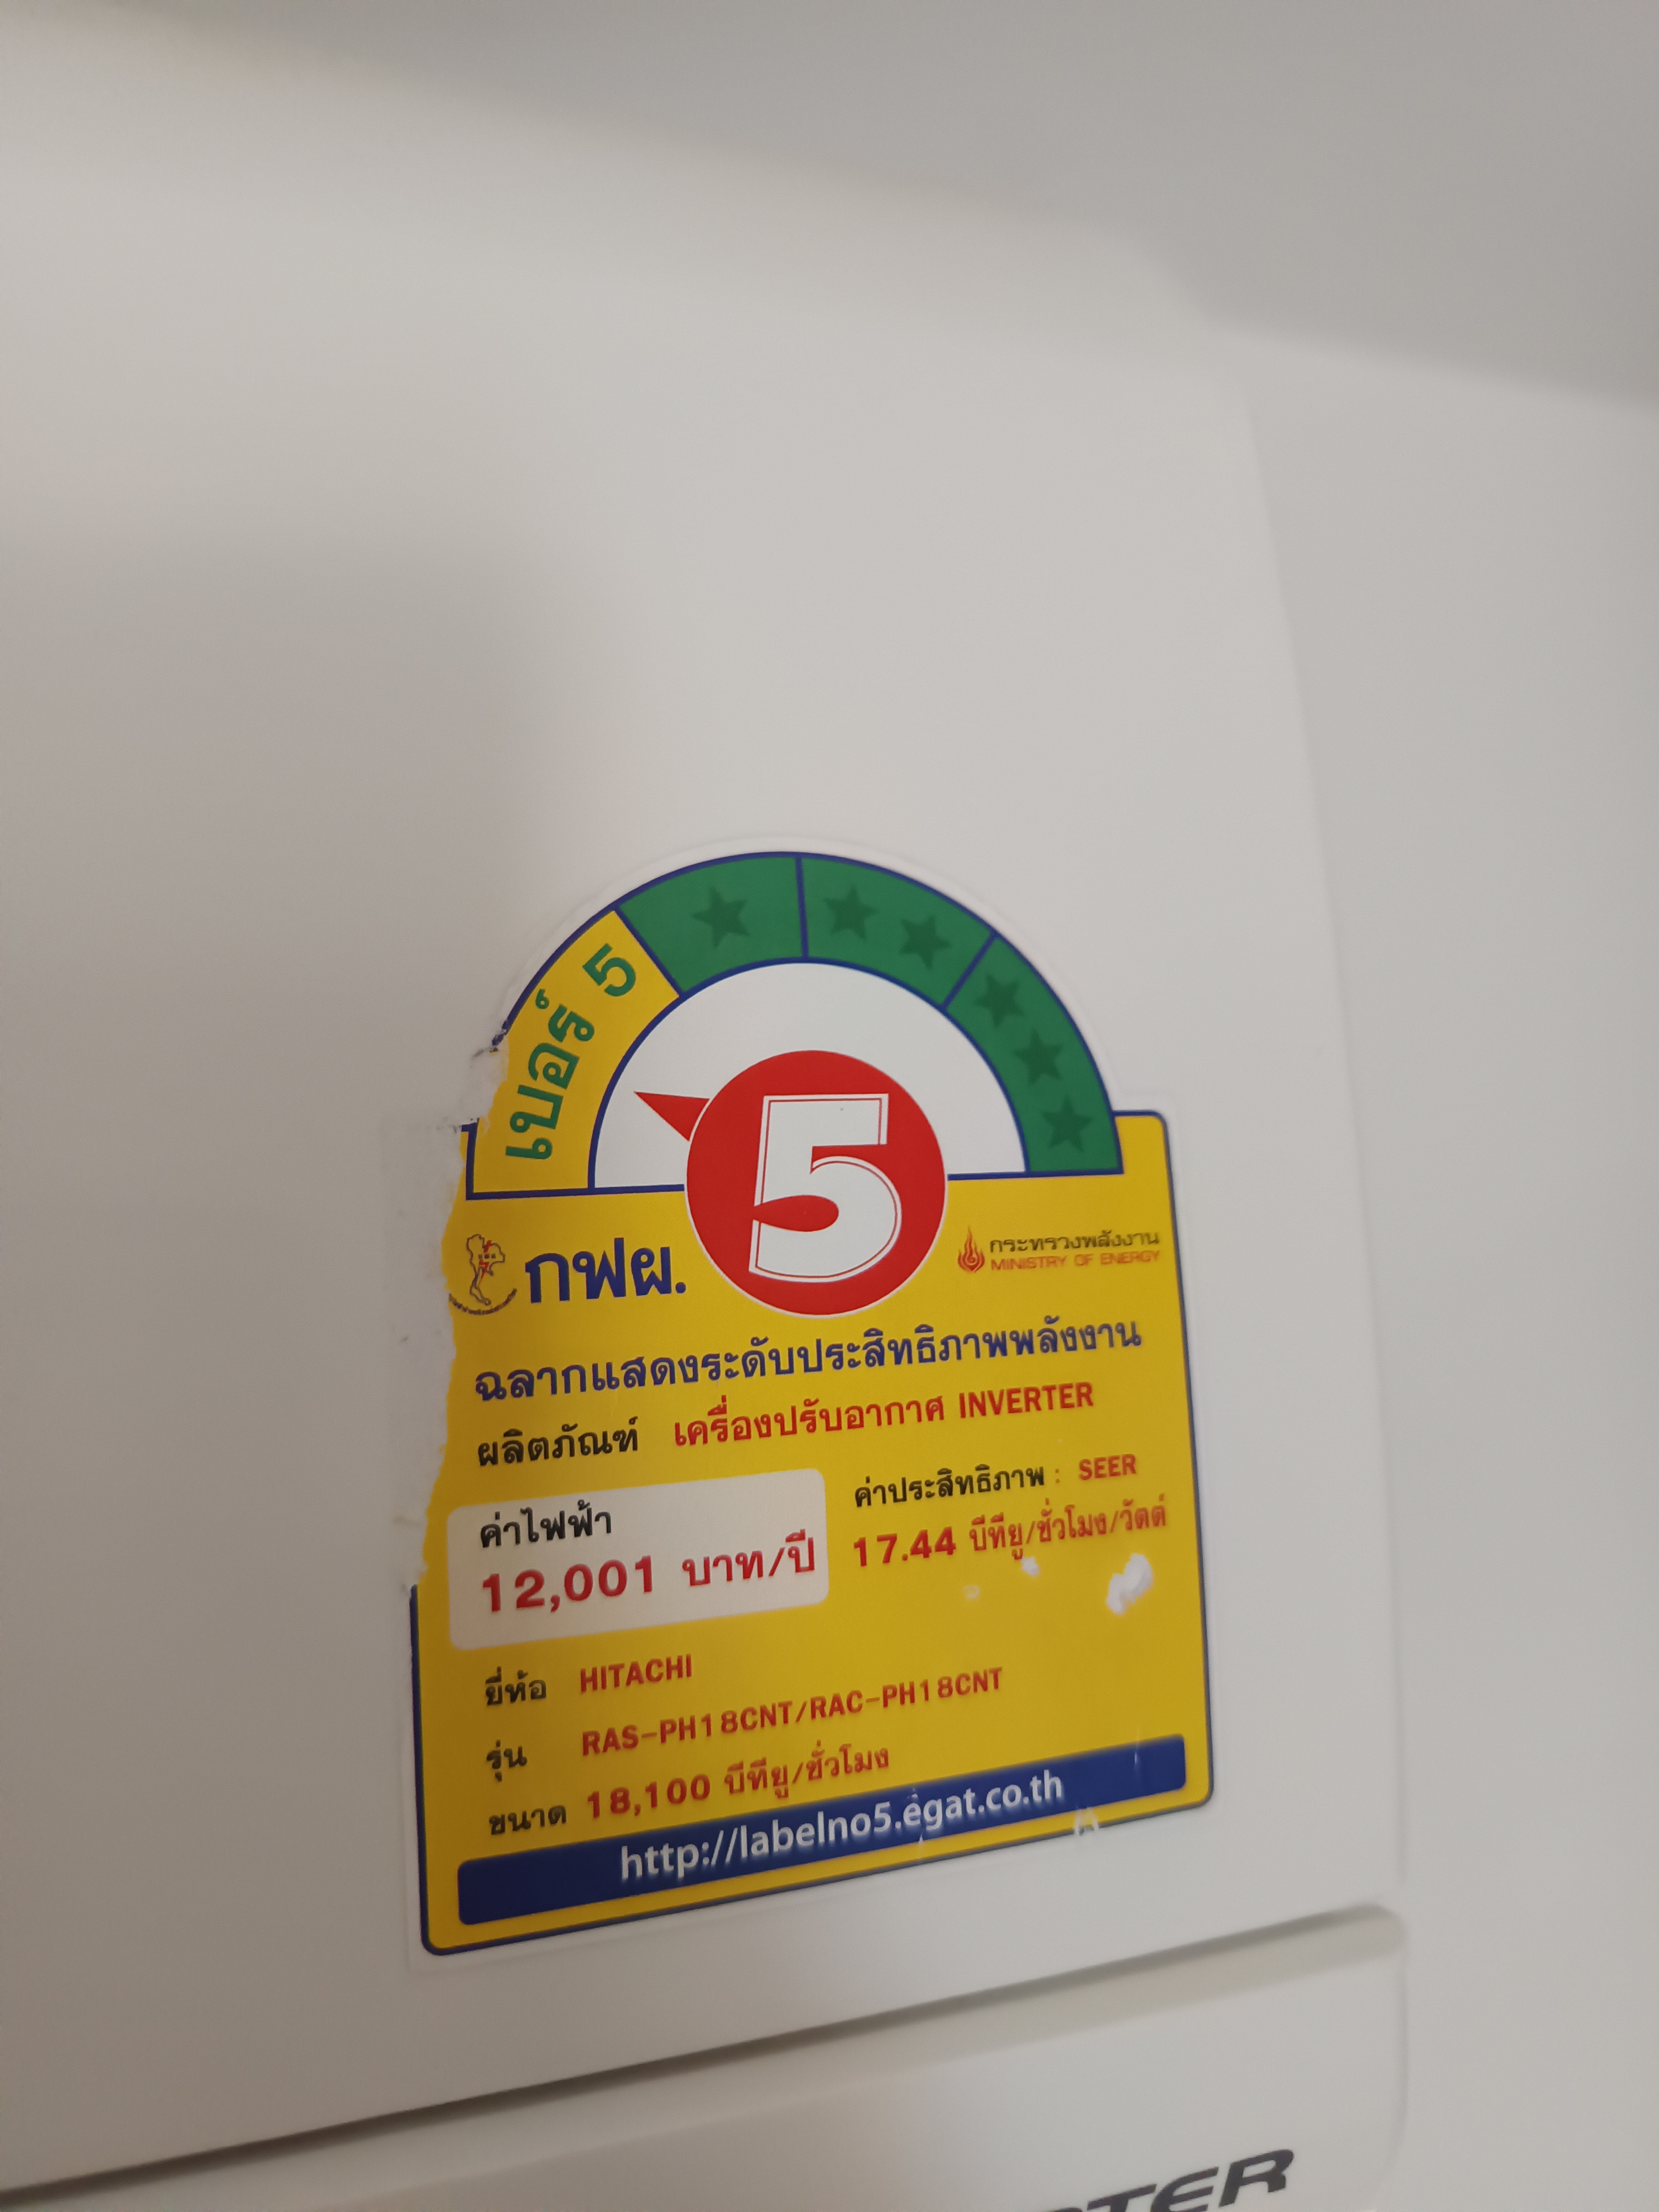 เบอร์ 5
5
กฟผ.
กระทรวงพลังงาน
MINISTRY OF ENERGY
ฉลากแสดงระดับประสิทธิภาพพลังงาน
ผลิตภัณฑ์ เครื่องปรับอากาศ INVERTER
ค่าไฟฟ้า
12,001 บาท/ปี
ค่าประสิทธิภาพ : SEER
17.44 บีทียู/ชั่วโมง/วัตต์
ยี่ห้อ HITACHI
รุ่น RAS-PH18CNT/RAC-PH18CNT
ขนาด 18,100 บีทียู/ชั่วโมง
http://labelno5.egat.co.th